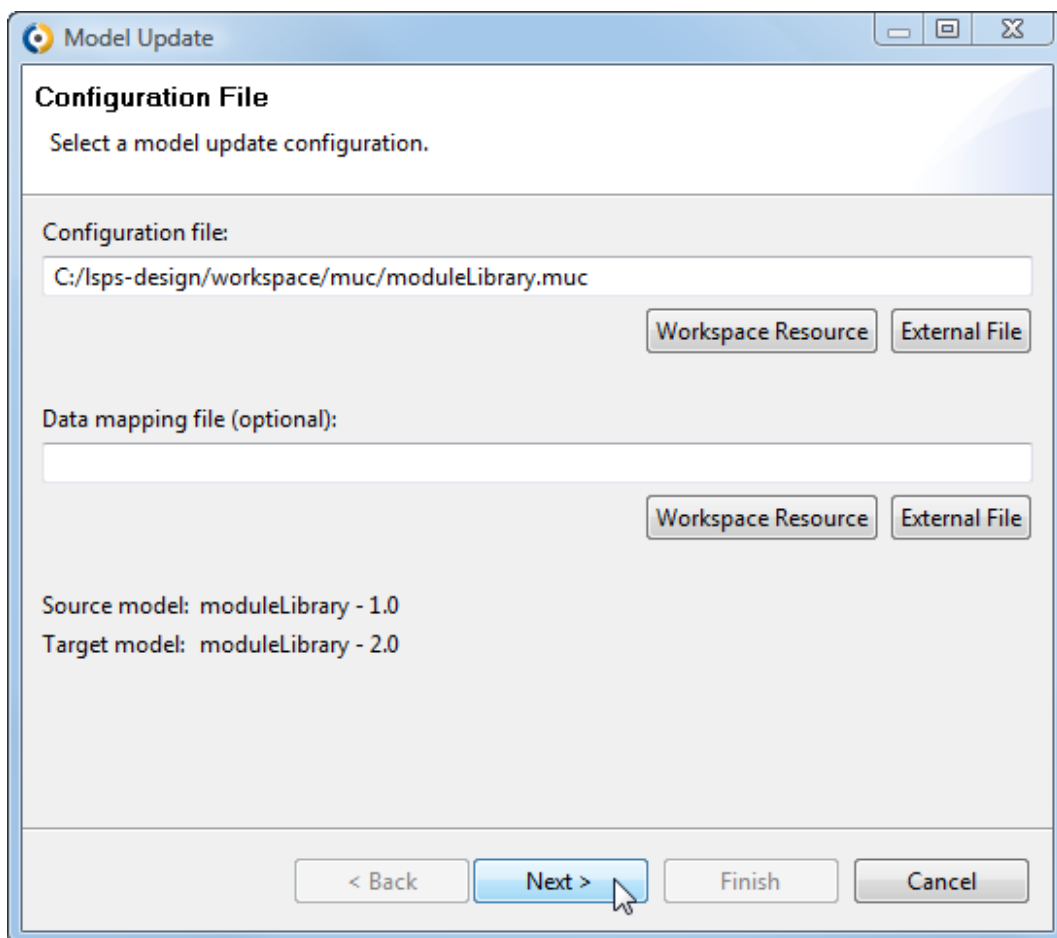 Model Update
Configuration File
Select a model update configuration.
Configuration file:
C:/lsps-design/workspace/muc/moduleLibrary.muc
Workspace Resource External File
Data mapping file (optional):
Workspace Resource External File
Source model: moduleLibrary - 1.0
Target model: moduleLibrary - 2.0
< Back Next > Finish Cancel